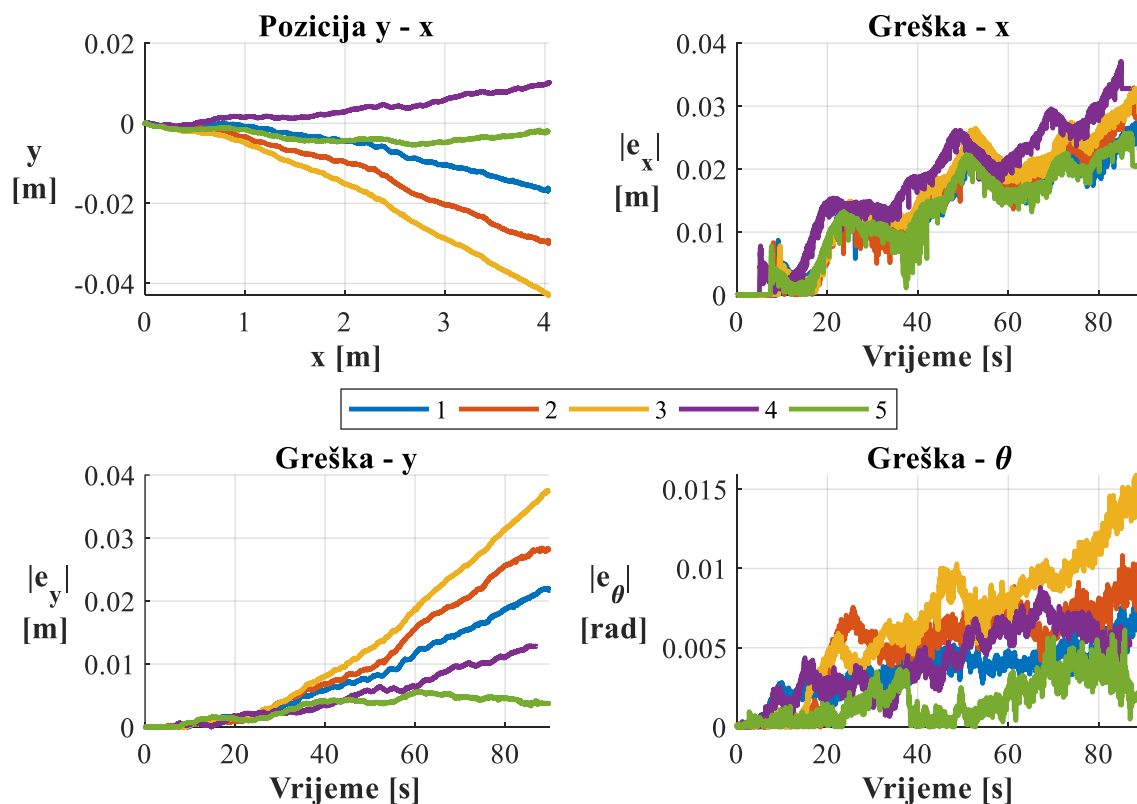 Pozicija y - x
0.02
0
-0.02
-0.04
y
[m]
0 1 2 3 4
x [m]
Greška - x
0.04
0.03
0.02
0.01
0
|e_x|
[m]
0 20 40 60 80
Vrijeme [s]
1 2 3 4 5
Greška - y
0.04
0.03
0.02
0.01
0
|e_y|
[m]
0 20 40 60 80
Vrijeme [s]
Greška - θ
0.015
0.01
0.005
0
|e_θ|
[rad]
0 20 40 60 80
Vrijeme [s]